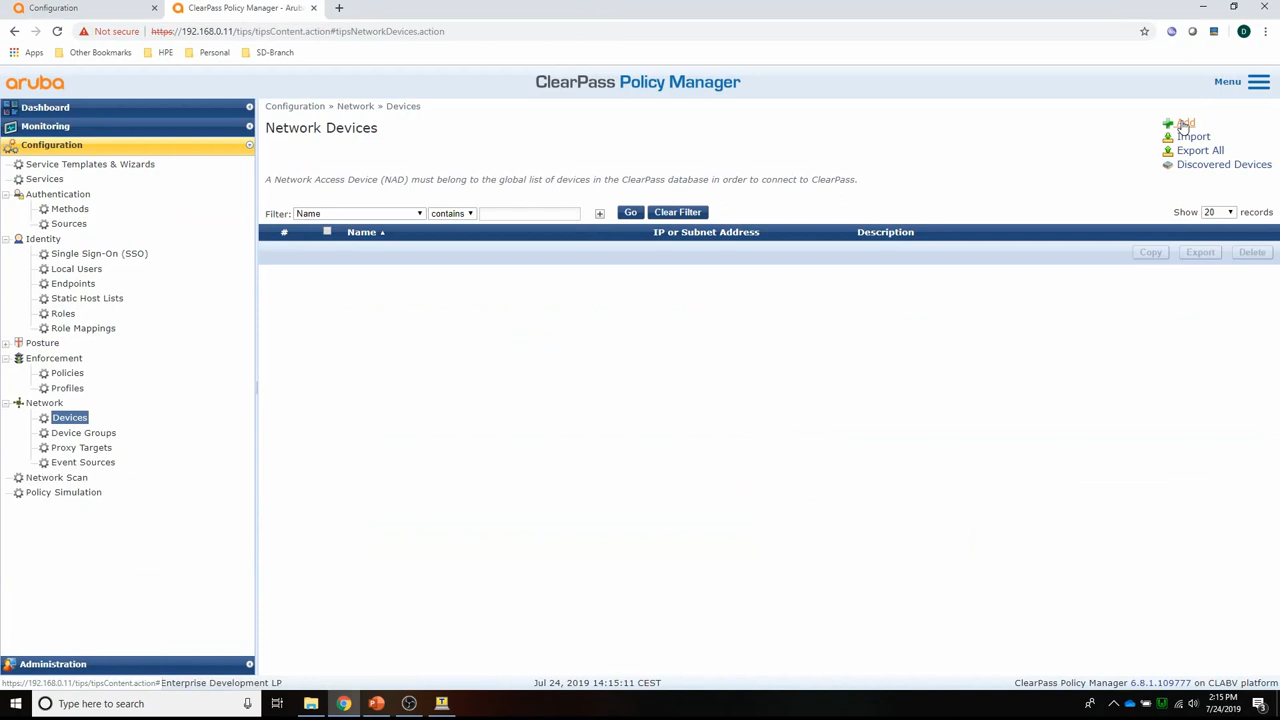 Configuration
ClearPass Policy Manager - Aruba
Not secure https://192.168.0.11/tips/tipsContent.action#tipsNetworkDevices.action
D
Apps Other Bookmarks HPE Personal SD-Branch
aruba
ClearPass Policy Manager
Menu
Dashboard
Monitoring
Configuration
Service Templates & Wizards
Services
Authentication
Methods
Sources
Identity
Single Sign-On (SSO)
Local Users
Endpoints
Static Host Lists
Roles
Role Mappings
Posture
Enforcement
Policies
Profiles
Network
Devices
Device Groups
Proxy Targets
Event Sources
Network Scan
Policy Simulation
Administration
Configuration » Network » Devices
Network Devices
Add
Import
Export All
Discovered Devices
A Network Access Device (NAD) must belong to the global list of devices in the ClearPass database in order to connect to ClearPass.
Filter: Name contains Go Clear Filter Show 20 records
# Name IP or Subnet Address Description
Copy Export Delete
https://192.168.0.11/tips/tipsContent.action# Enterprise Development LP Jul 24, 2019 14:15:11 CEST ClearPass Policy Manager 6.8.1.109777 on CLABV platform
Type here to search
2:15 PM
7/24/2019